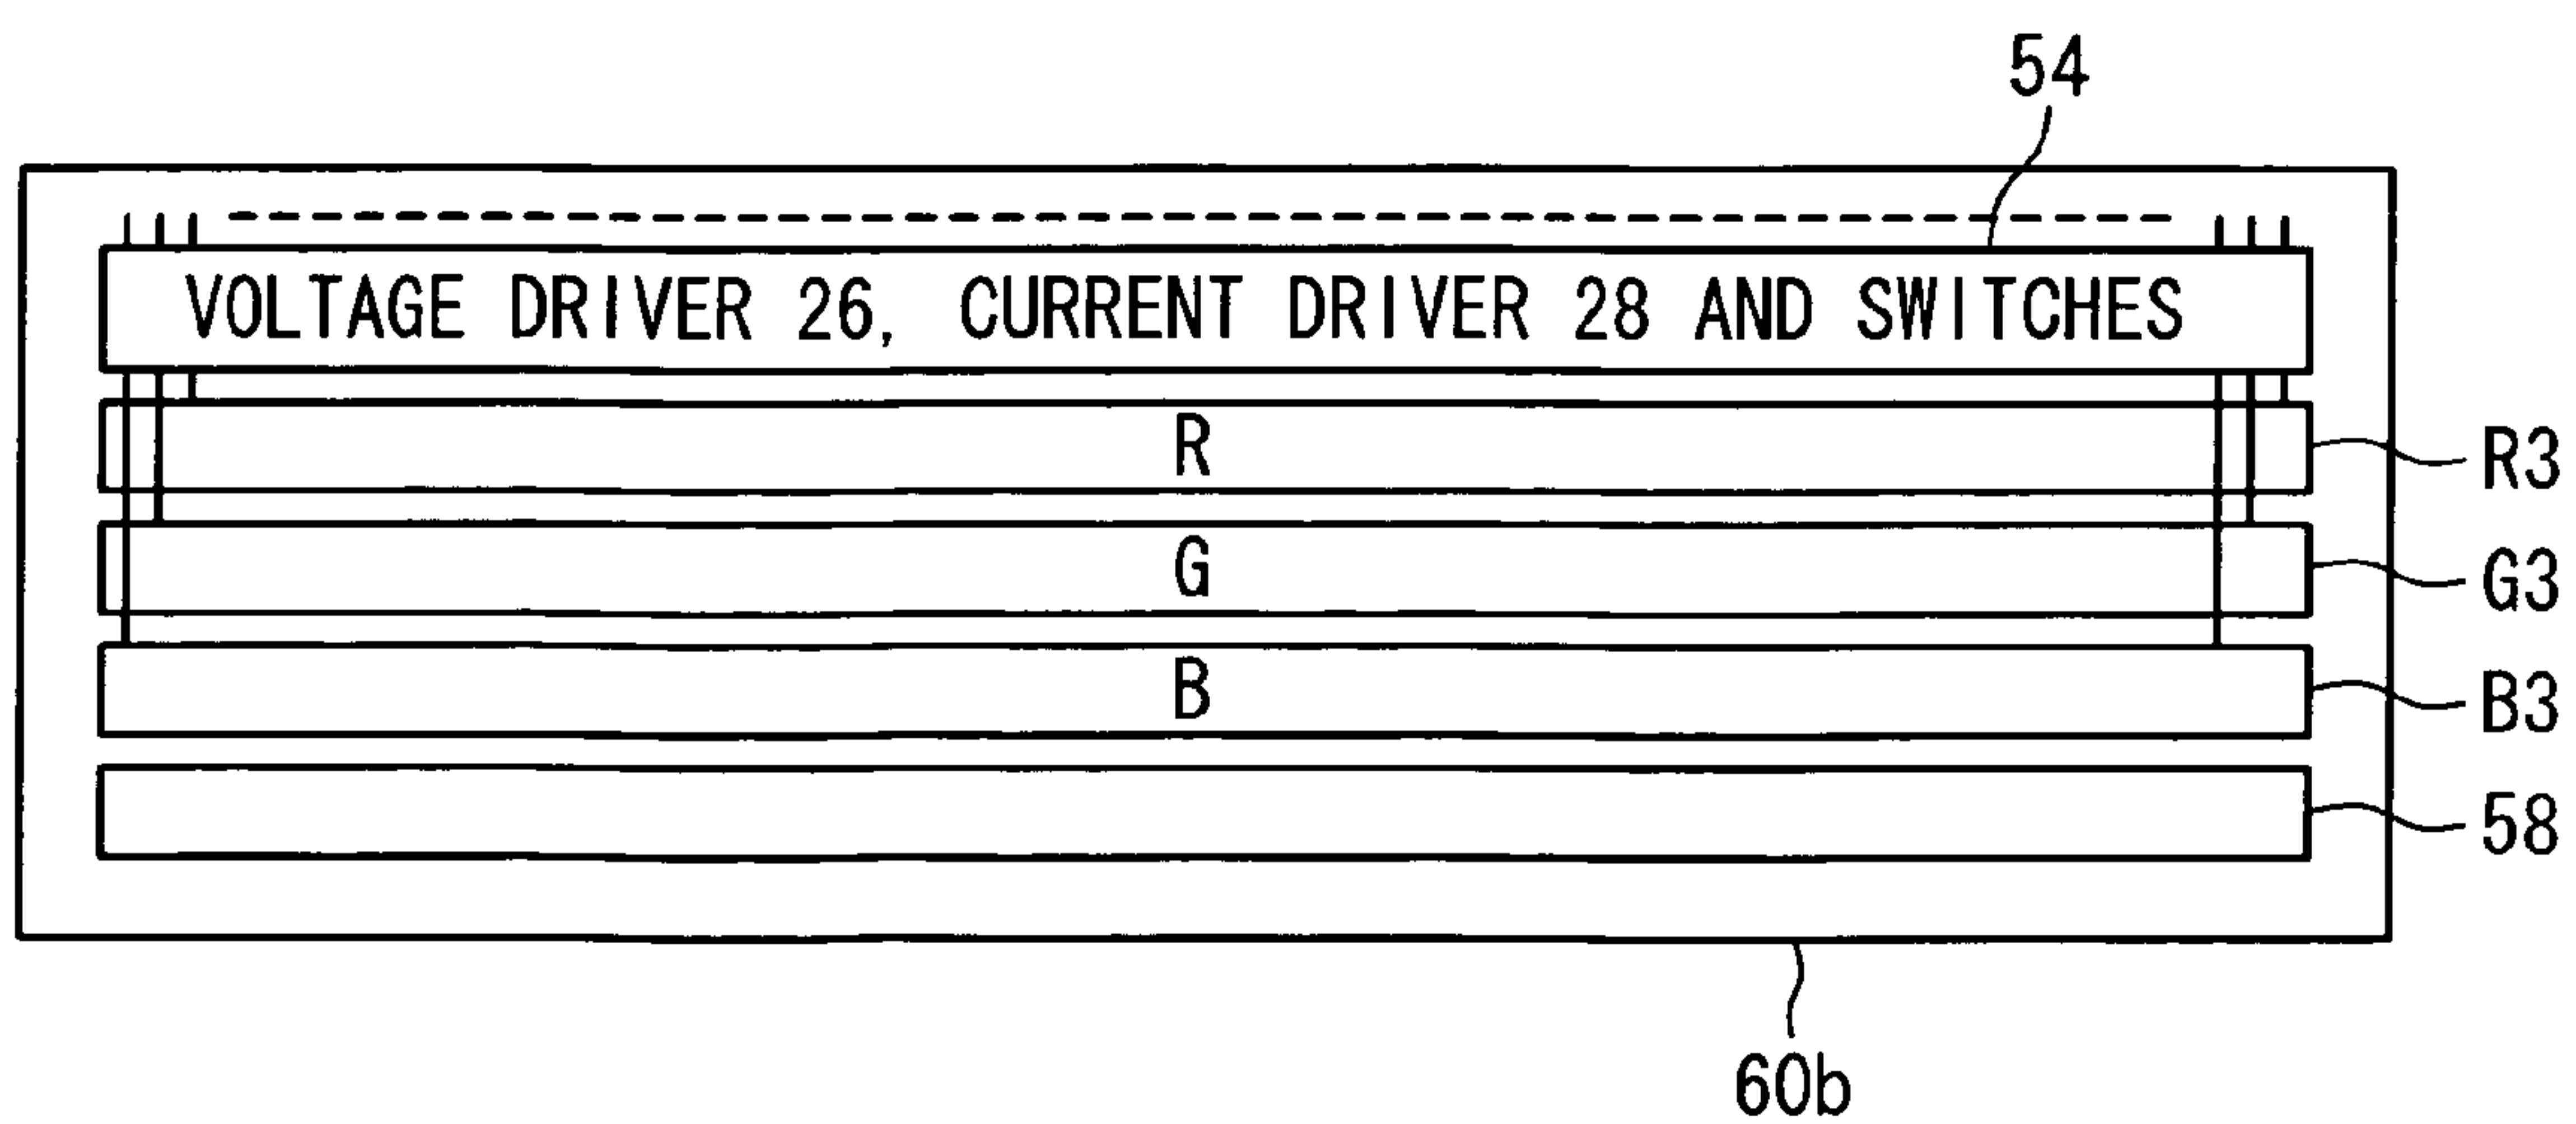 54
VOLTAGE DRIVER 26, CURRENT DRIVER 28 AND SWITCHES
R
R3
G
G3
B
B3
58
60b